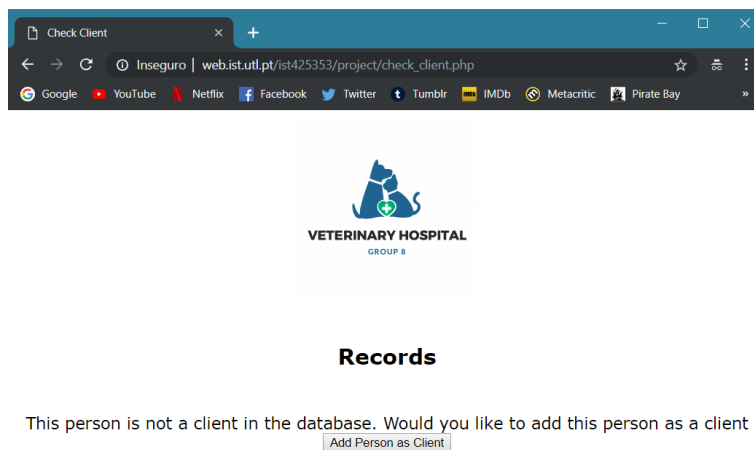 Check Client
Inseguro | web.ist.utl.pt/ist425353/project/check_client.php
Google YouTube Netflix Facebook Twitter Tumblr IMDb Metacritic Pirate Bay »
VETERINARY HOSPITAL
GROUP 8
Records
This person is not a client in the database. Would you like to add this person as a client
Add Person as Client